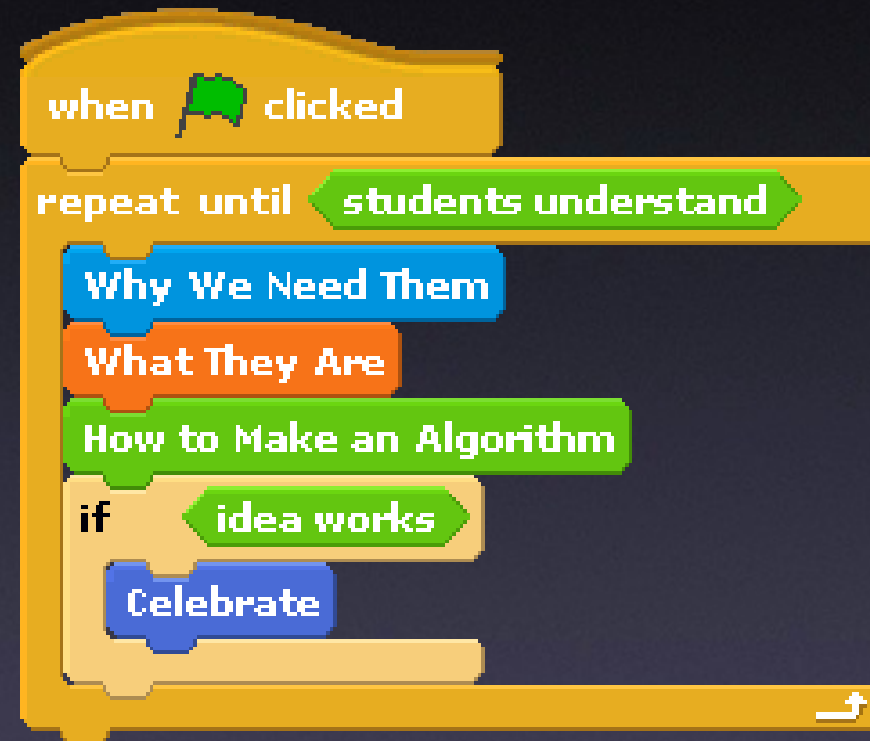 when clicked
repeat until students understand
Why We Need Them
What They Are
How to Make an Algorithm
if idea works
Celebrate